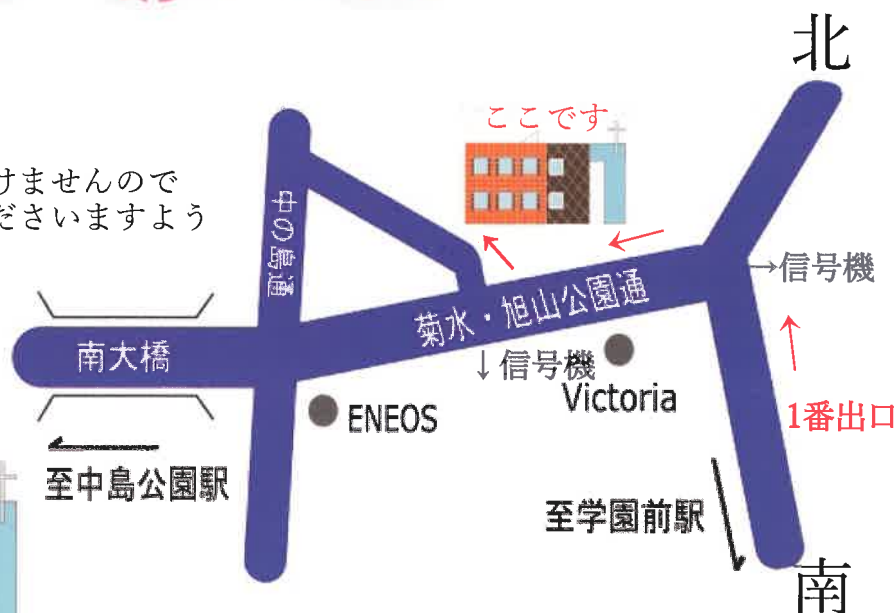 北
ここです
けませんので
ださいますよう
中の島通
→信号機
菊水・旭山公園通
南大橋
↓信号機
Victoria
ENEOS
1番出口
至中島公園駅
至学園前駅
南